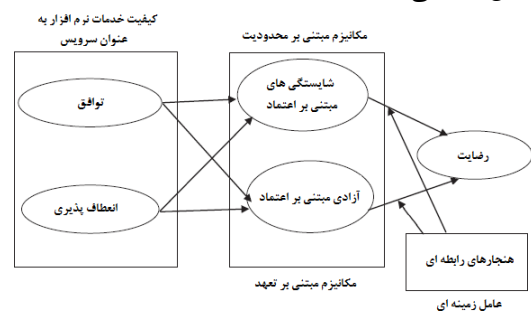 کیفیت خدمات نرم افزار به
عنوان سرویس
مکانیزم مبتنی بر محدودیت
توافق
شایستگی های
مبتنی بر اعتماد
رضایت
انعطاف پذیری
آزادی مبتنی بر اعتماد
هنجارهای رابطه ای
مکانیزم مبتنی بر تعهد
عامل زمینه ای